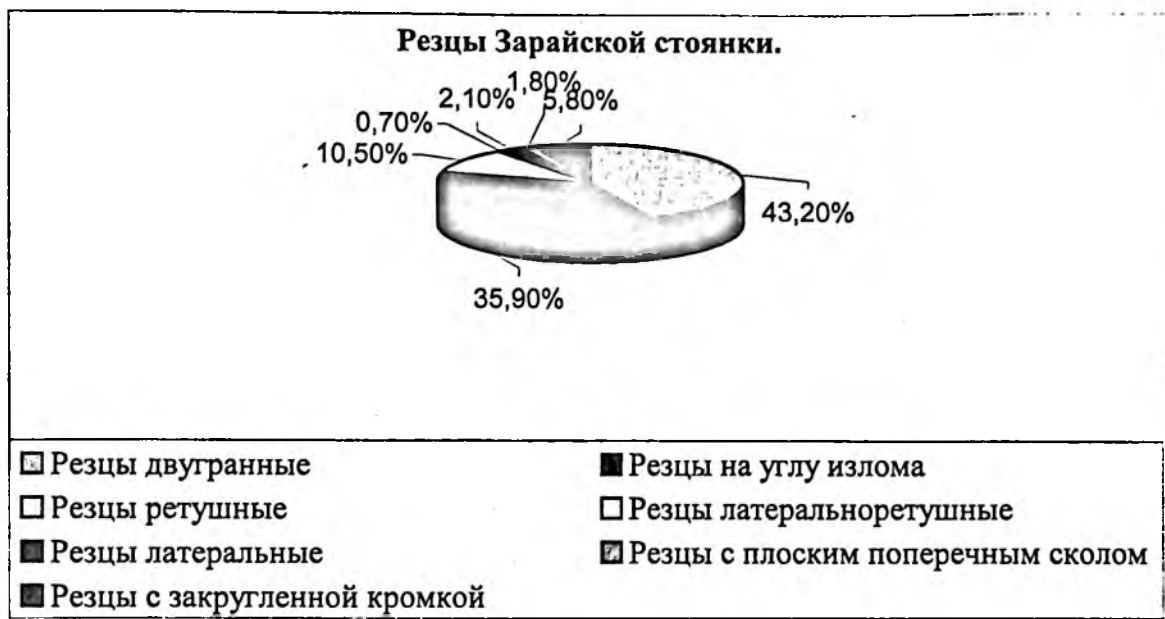 Резцы Зарайской стоянки.
1,80%
2,10% 5,80%
0,70%
10,50%
43,20%
35,90%
Резцы двугранные
Резцы на углу излома
Резцы ретушные
Резцы латеральноретушные
Резцы латеральные
Резцы с плоским поперечным сколом
Резцы с закругленной кромкой